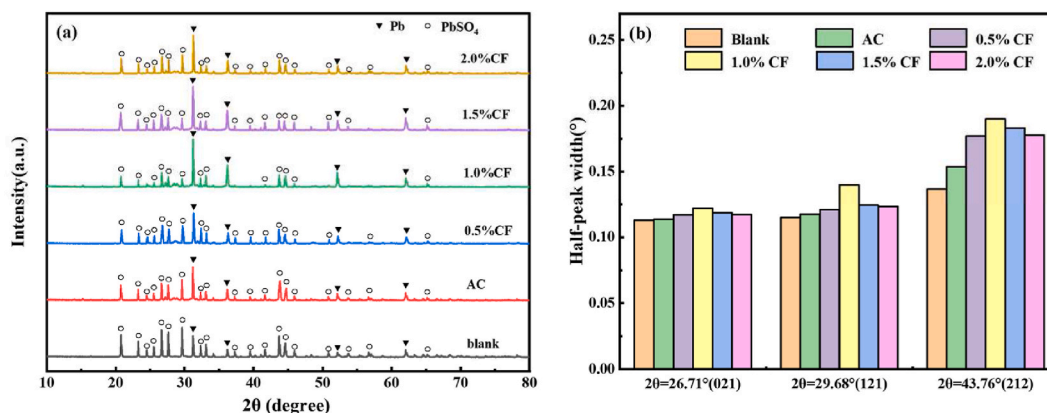 (a)
▼ Pb ○ PbSO₄
2.0%CF
1.5%CF
1.0%CF
0.5%CF
AC
blank
Intensity(a.u.)
10 20 30 40 50 60 70 80
2θ (degree)
(b)
Blank AC 0.5% CF
1.0% CF 1.5% CF 2.0% CF
Half-peak width(°)
0.25
0.20
0.15
0.10
0.05
0.00
2θ=26.71°(021) 2θ=29.68°(121) 2θ=43.76°(212)